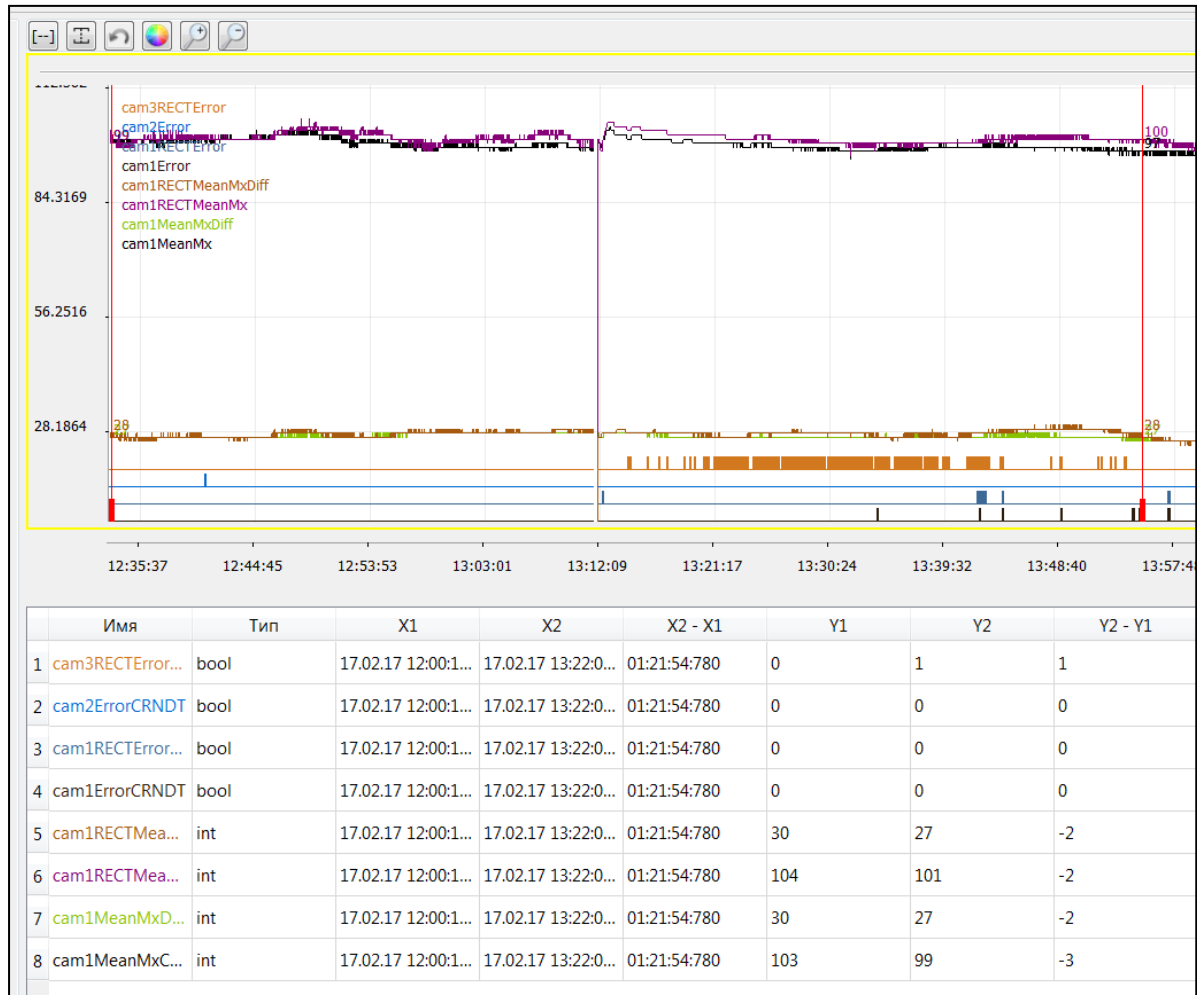 [--]
112.382
cam3RECTError
99 cam2Error 100
cam1RECTError 97
cam1Error
cam1RECTMeanMxDiff
84.3169
cam1RECTMeanMx
cam1MeanMxDiff
cam1MeanMx
56.2516
28.1864 28 28
12:35:37 12:44:45 12:53:53 13:03:01 13:12:09 13:21:17 13:30:24 13:39:32 13:48:40 13:57:48
Имя Тип X1 X2 X2 - X1 Y1 Y2 Y2 - Y1
1 cam3RECTError... bool 17.02.17 12:00:1... 17.02.17 13:22:0... 01:21:54:780 0 1 1
2 cam2ErrorCRNDT bool 17.02.17 12:00:1... 17.02.17 13:22:0... 01:21:54:780 0 0 0
3 cam1RECTError... bool 17.02.17 12:00:1... 17.02.17 13:22:0... 01:21:54:780 0 0 0
4 cam1ErrorCRNDT bool 17.02.17 12:00:1... 17.02.17 13:22:0... 01:21:54:780 0 0 0
5 cam1RECTMea... int 17.02.17 12:00:1... 17.02.17 13:22:0... 01:21:54:780 30 27 -2
6 cam1RECTMea... int 17.02.17 12:00:1... 17.02.17 13:22:0... 01:21:54:780 104 101 -2
7 cam1MeanMxD... int 17.02.17 12:00:1... 17.02.17 13:22:0... 01:21:54:780 30 27 -2
8 cam1MeanMxC... int 17.02.17 12:00:1... 17.02.17 13:22:0... 01:21:54:780 103 99 -3